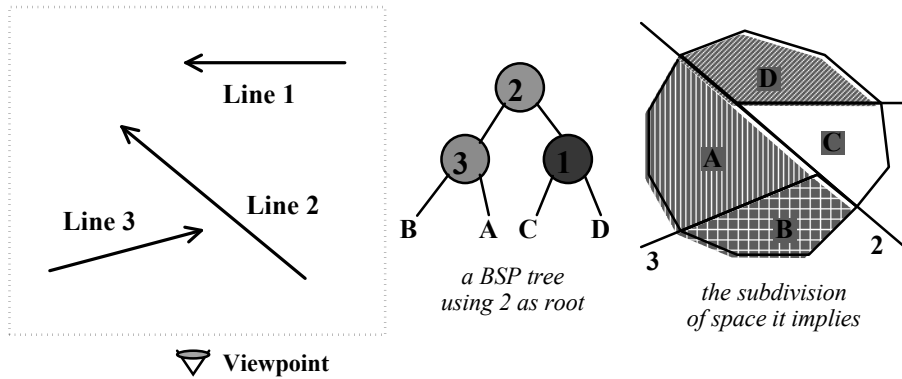 Line 1
Line 2
Line 3
Viewpoint
2
3
1
B
A
C
D
a BSP tree
using 2 as root
D
C
A
B
3
2
the subdivision
of space it implies